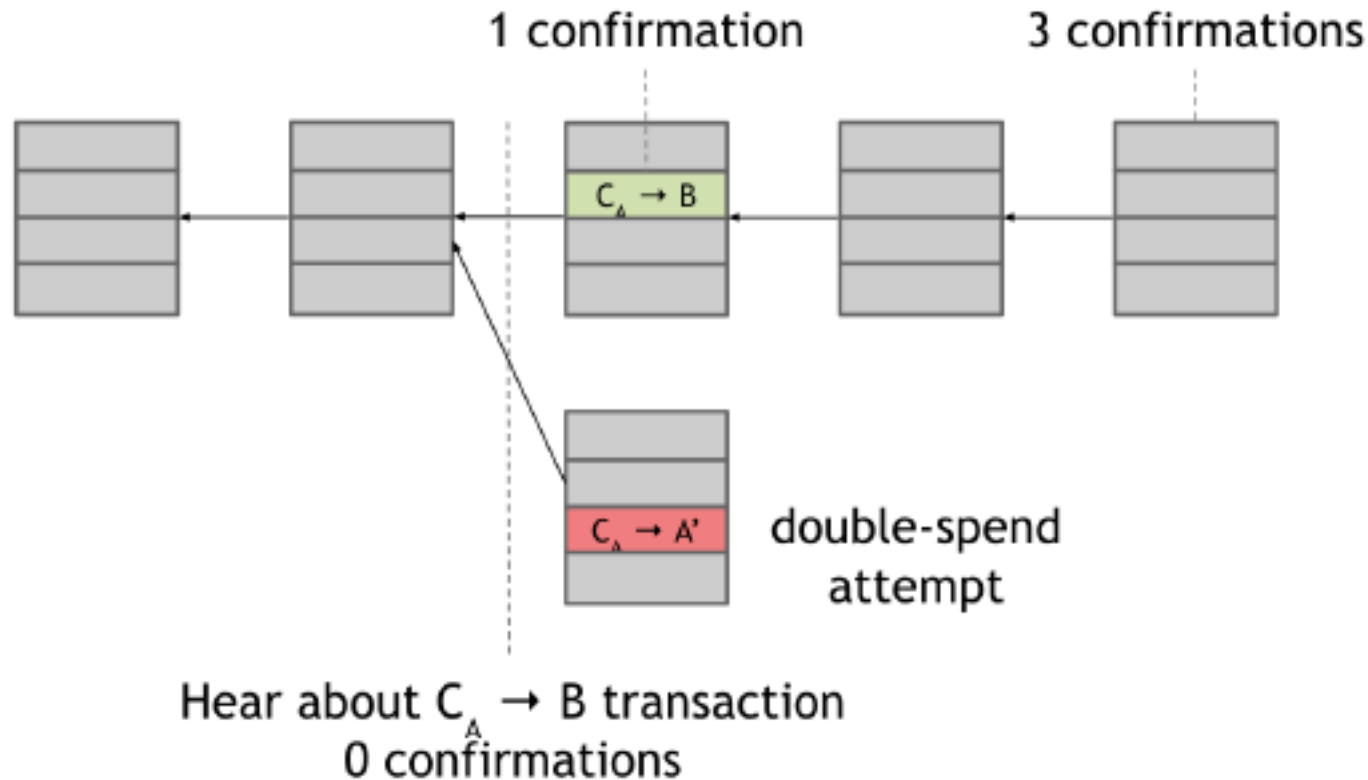 1 confirmation
3 confirmations
C_A → B
C_A → A'
double-spend
attempt
Hear about C_A → B transaction
0 confirmations